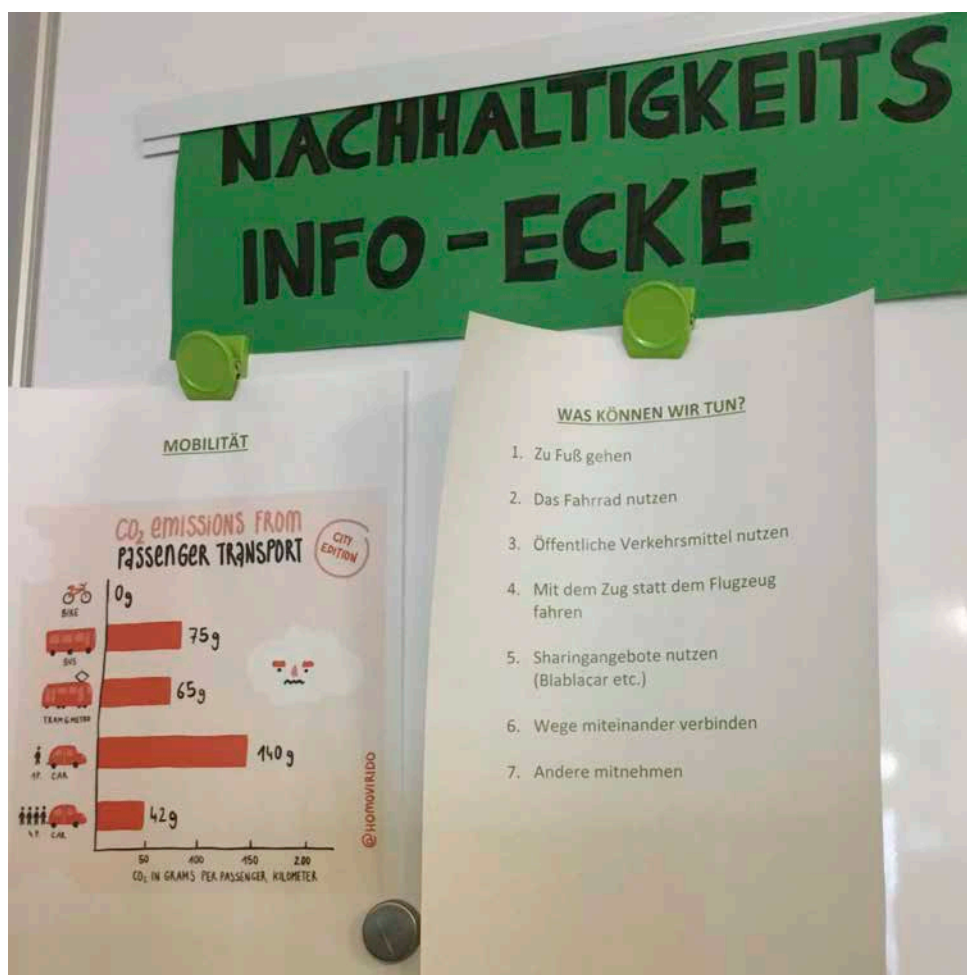 NACHHALTIGKEITS
INFO-ECKE
MOBILITÄT
CO₂ EMISSIONS FROM
PASSENGER TRANSPORT
CITY
EDITION
BIKE
0g
BUS
75g
TRAM & METRO
65g
1P. CAR
140g
4P. CAR
42g
50 100 150 200
CO₂ IN GRAMS PER PASSENGER KILOMETER
@HOMOVIRIDO
WAS KÖNNEN WIR TUN?
1. Zu Fuß gehen
2. Das Fahrrad nutzen
3. Öffentliche Verkehrsmittel nutzen
4. Mit dem Zug statt dem Flugzeug
fahren
5. Sharingangebote nutzen
(Blablacar etc.)
6. Wege miteinander verbinden
7. Andere mitnehmen